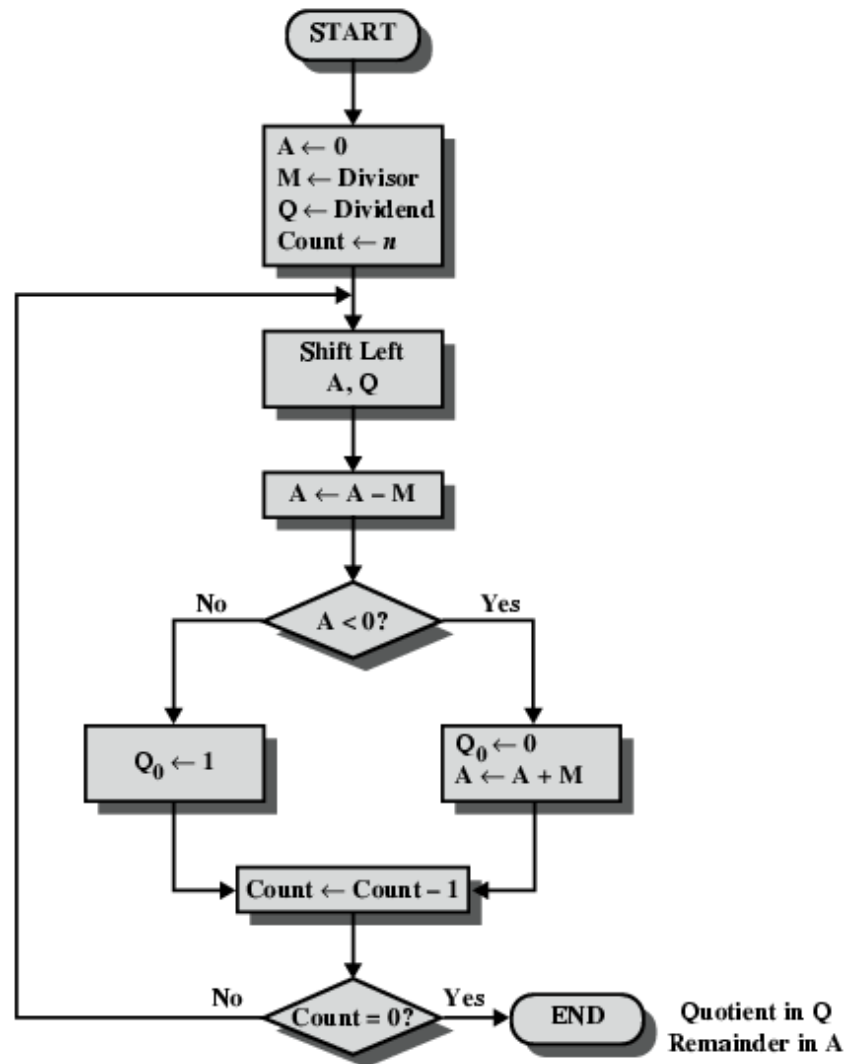 START
A ← 0
M ← Divisor
Q ← Dividend
Count ← n
Shift Left
A, Q
A ← A – M
No
A < 0?
Yes
Q₀ ← 1
Q₀ ← 0
A ← A + M
Count ← Count – 1
No
Count = 0?
Yes
END
Quotient in Q
Remainder in A